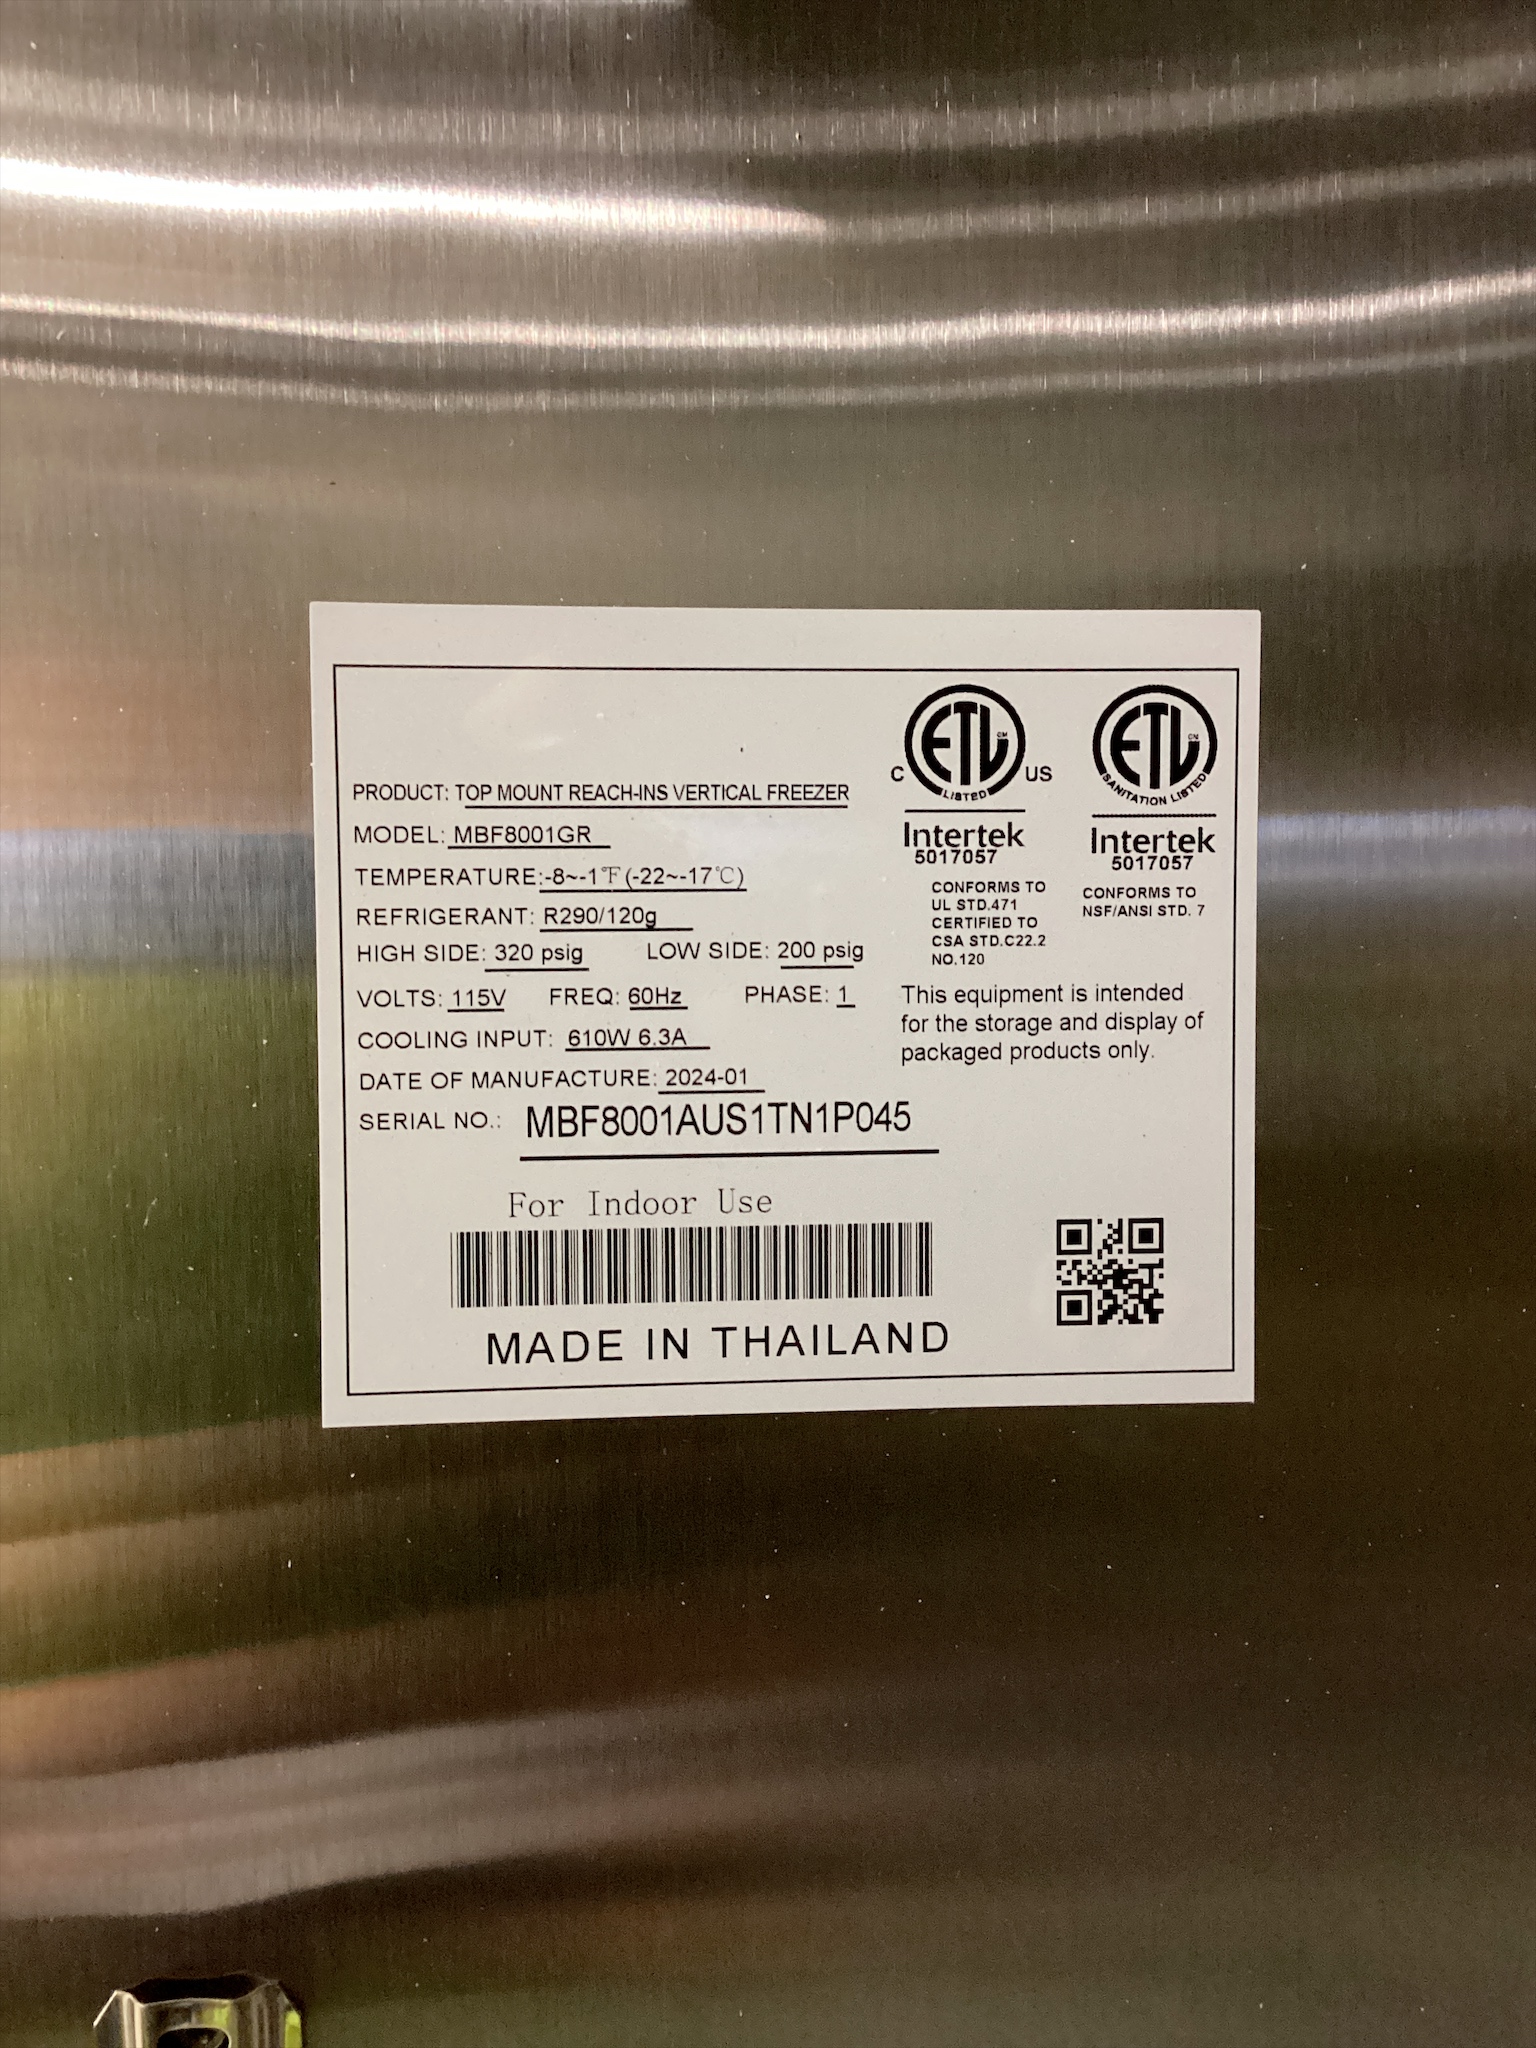 PRODUCT: TOP MOUNT REACH-INS VERTICAL FREEZER
MODEL: MBF8001GR
TEMPERATURE:-8~-1℉(-22~-17℃)
REFRIGERANT: R290/120g
HIGH SIDE: 320 psig LOW SIDE: 200 psig
VOLTS: 115V FREQ: 60Hz PHASE: 1
COOLING INPUT: 610W 6.3A
DATE OF MANUFACTURE: 2024-01
SERIAL NO.: MBF8001AUS1TN1P045
For Indoor Use
MADE IN THAILAND
ETL CM
C US
LISTED
Intertek
5017057
CONFORMS TO
UL STD.471
CERTIFIED TO
CSA STD.C22.2
NO.120
ETL CN
SANITATION LISTED
Intertek
5017057
CONFORMS TO
NSF/ANSI STD. 7
This equipment is intended
for the storage and display of
packaged products only.